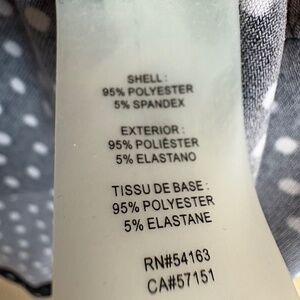 SHELL :
95% POLYESTER
5% SPANDEX
EXTERIOR :
95% POLIÈSTER
5% ELASTANO
TISSU DE BASE :
95% POLYESTER
5% ELASTANE
RN#54163
CA#57151